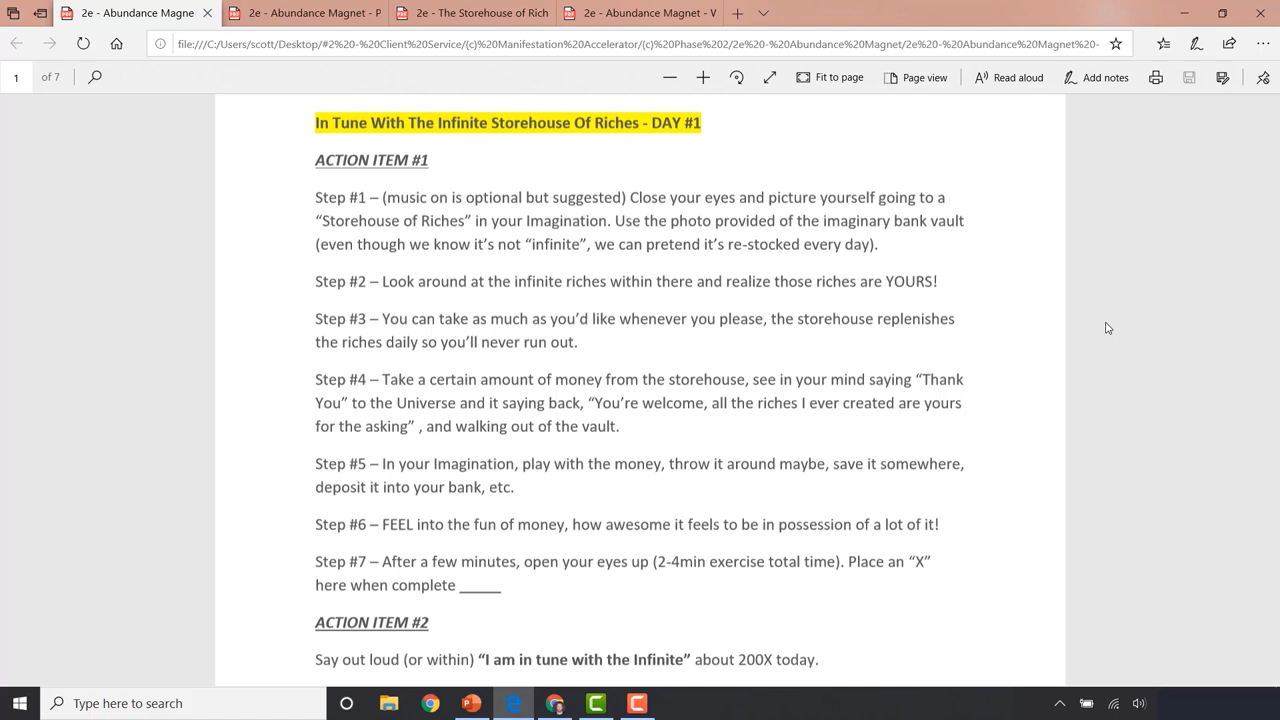 2e - Abundance Magne
2e - Abundance Magnet - P
2e - The Storehouse of Rich
2e - Abundance Magnet - V
file:///C:/Users/scott/Desktop/#2%20-%20Client%20Service/(c)%20Manifestation%20Accelerator/(c)%20Phase%202/2e%20-%20Abundance%20Magnet/2e%20-%20Abundance%20Magnet%20-
1 of 7
Fit to page
Page view
Read aloud
Add notes
In Tune With The Infinite Storehouse Of Riches - DAY #1
ACTION ITEM #1
Step #1 – (music on is optional but suggested) Close your eyes and picture yourself going to a
“Storehouse of Riches” in your Imagination. Use the photo provided of the imaginary bank vault
(even though we know it’s not “infinite”, we can pretend it’s re-stocked every day).
Step #2 – Look around at the infinite riches within there and realize those riches are YOURS!
Step #3 – You can take as much as you’d like whenever you please, the storehouse replenishes
the riches daily so you’ll never run out.
Step #4 – Take a certain amount of money from the storehouse, see in your mind saying “Thank
You” to the Universe and it saying back, “You’re welcome, all the riches I ever created are yours
for the asking” , and walking out of the vault.
Step #5 – In your Imagination, play with the money, throw it around maybe, save it somewhere,
deposit it into your bank, etc.
Step #6 – FEEL into the fun of money, how awesome it feels to be in possession of a lot of it!
Step #7 – After a few minutes, open your eyes up (2-4min exercise total time). Place an “X”
here when complete _____
ACTION ITEM #2
Say out loud (or within) “I am in tune with the Infinite” about 200X today.
Type here to search